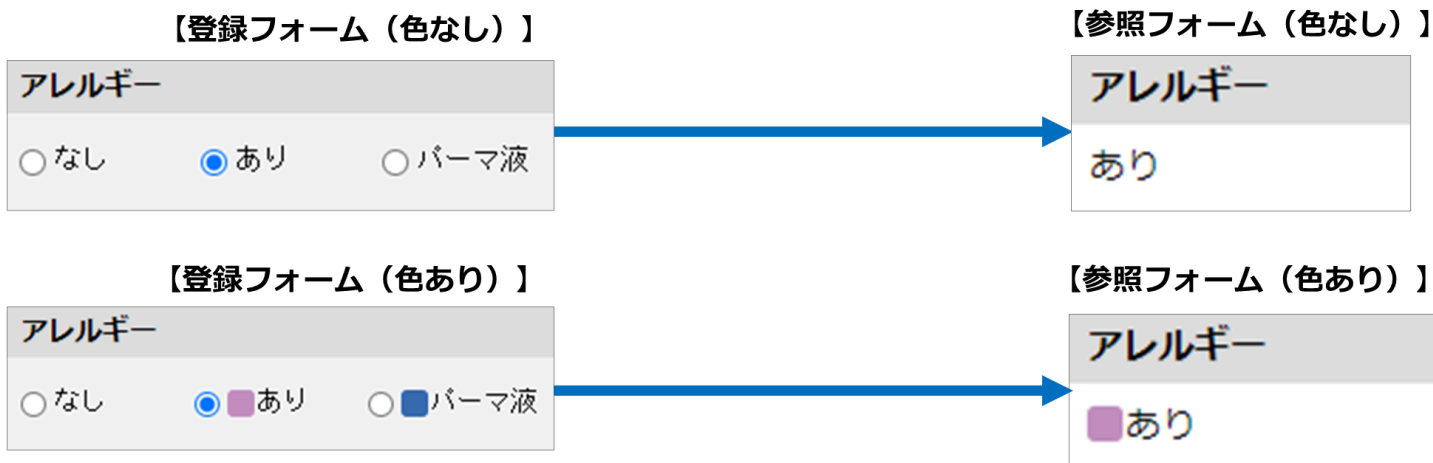 【登録フォーム（色なし）】
アレルギー
なし あり パーマ液
【参照フォーム（色なし）】
アレルギー
あり
【登録フォーム（色あり）】
アレルギー
なし あり パーマ液
【参照フォーム（色あり）】
アレルギー
あり